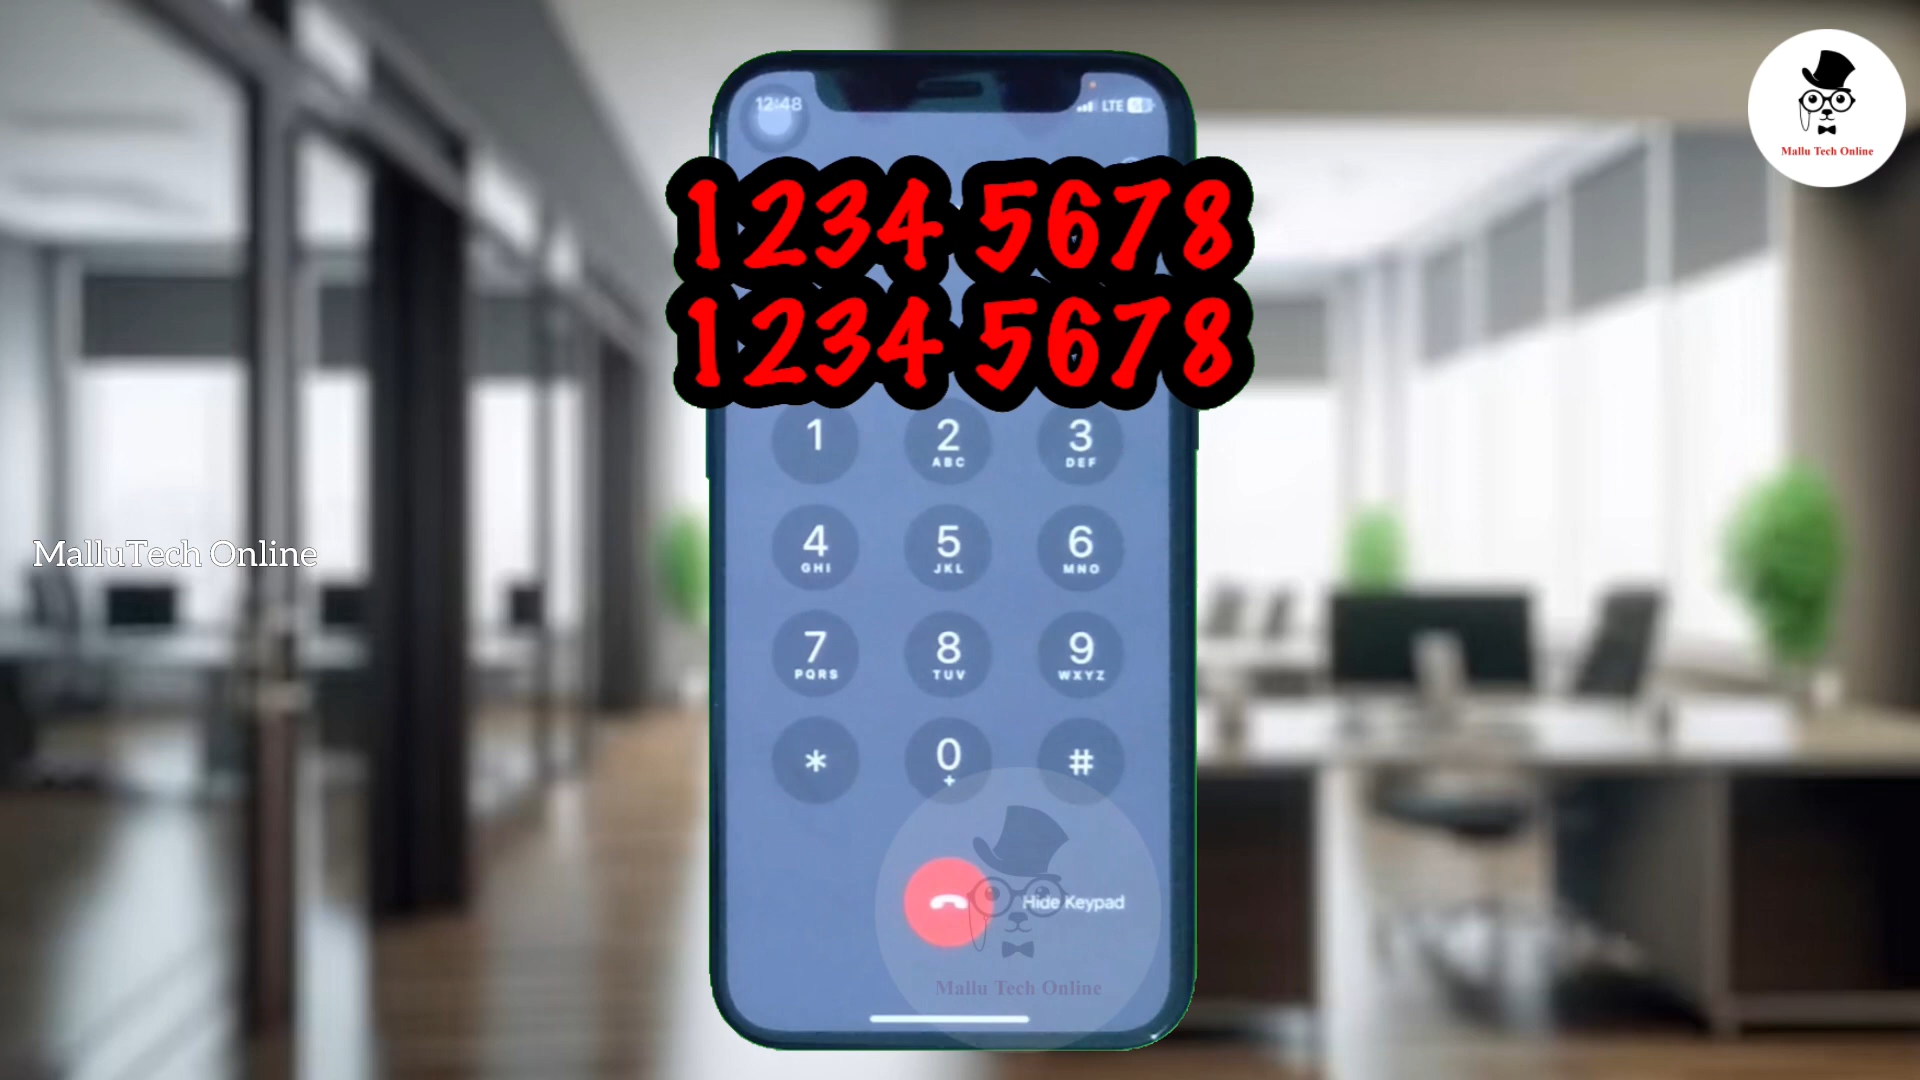 Mallu Tech Online
12:48
LTE
1234 5678
1234 5678
1
2
ABC
3
DEF
4
GHI
5
JKL
6
MNO
MalluTech Online
7
PQRS
8
TUV
9
WXYZ
*
0
+
#
Hide Keypad
Mallu Tech Online